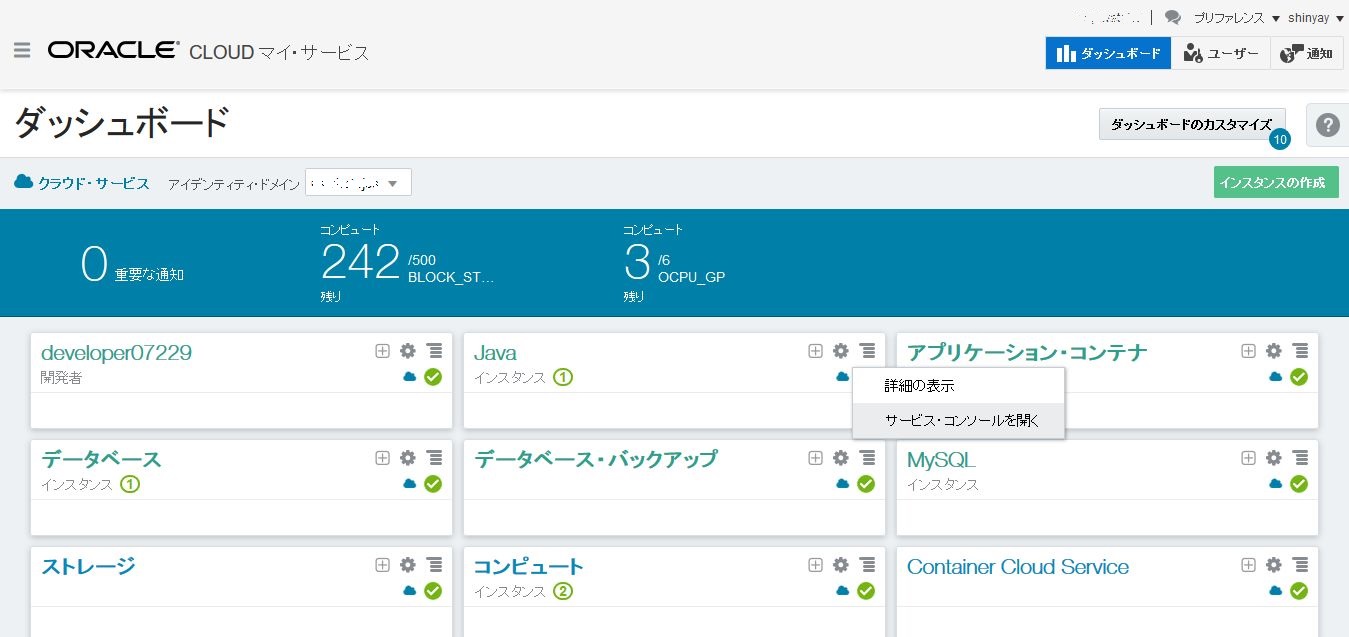 プリファレンス shinyay
ORACLE CLOUD マイ・サービス
ダッシュボード ユーザー 通知
ダッシュボード
ダッシュボードのカスタマイズ
10
?
クラウド・サービス アイデンティティ・ドメイン
インスタンスの作成
0 重要な通知
コンピュート
242 /500
BLOCK_ST...
残り
コンピュート
3 /6
OCPU_GP
残り
developer07229
開発者
Java
インスタンス 1
アプリケーション・コンテナ
詳細の表示
サービス・コンソールを開く
データベース
インスタンス 1
データベース・バックアップ
MySQL
インスタンス
ストレージ
コンピュート
インスタンス 2
Container Cloud Service